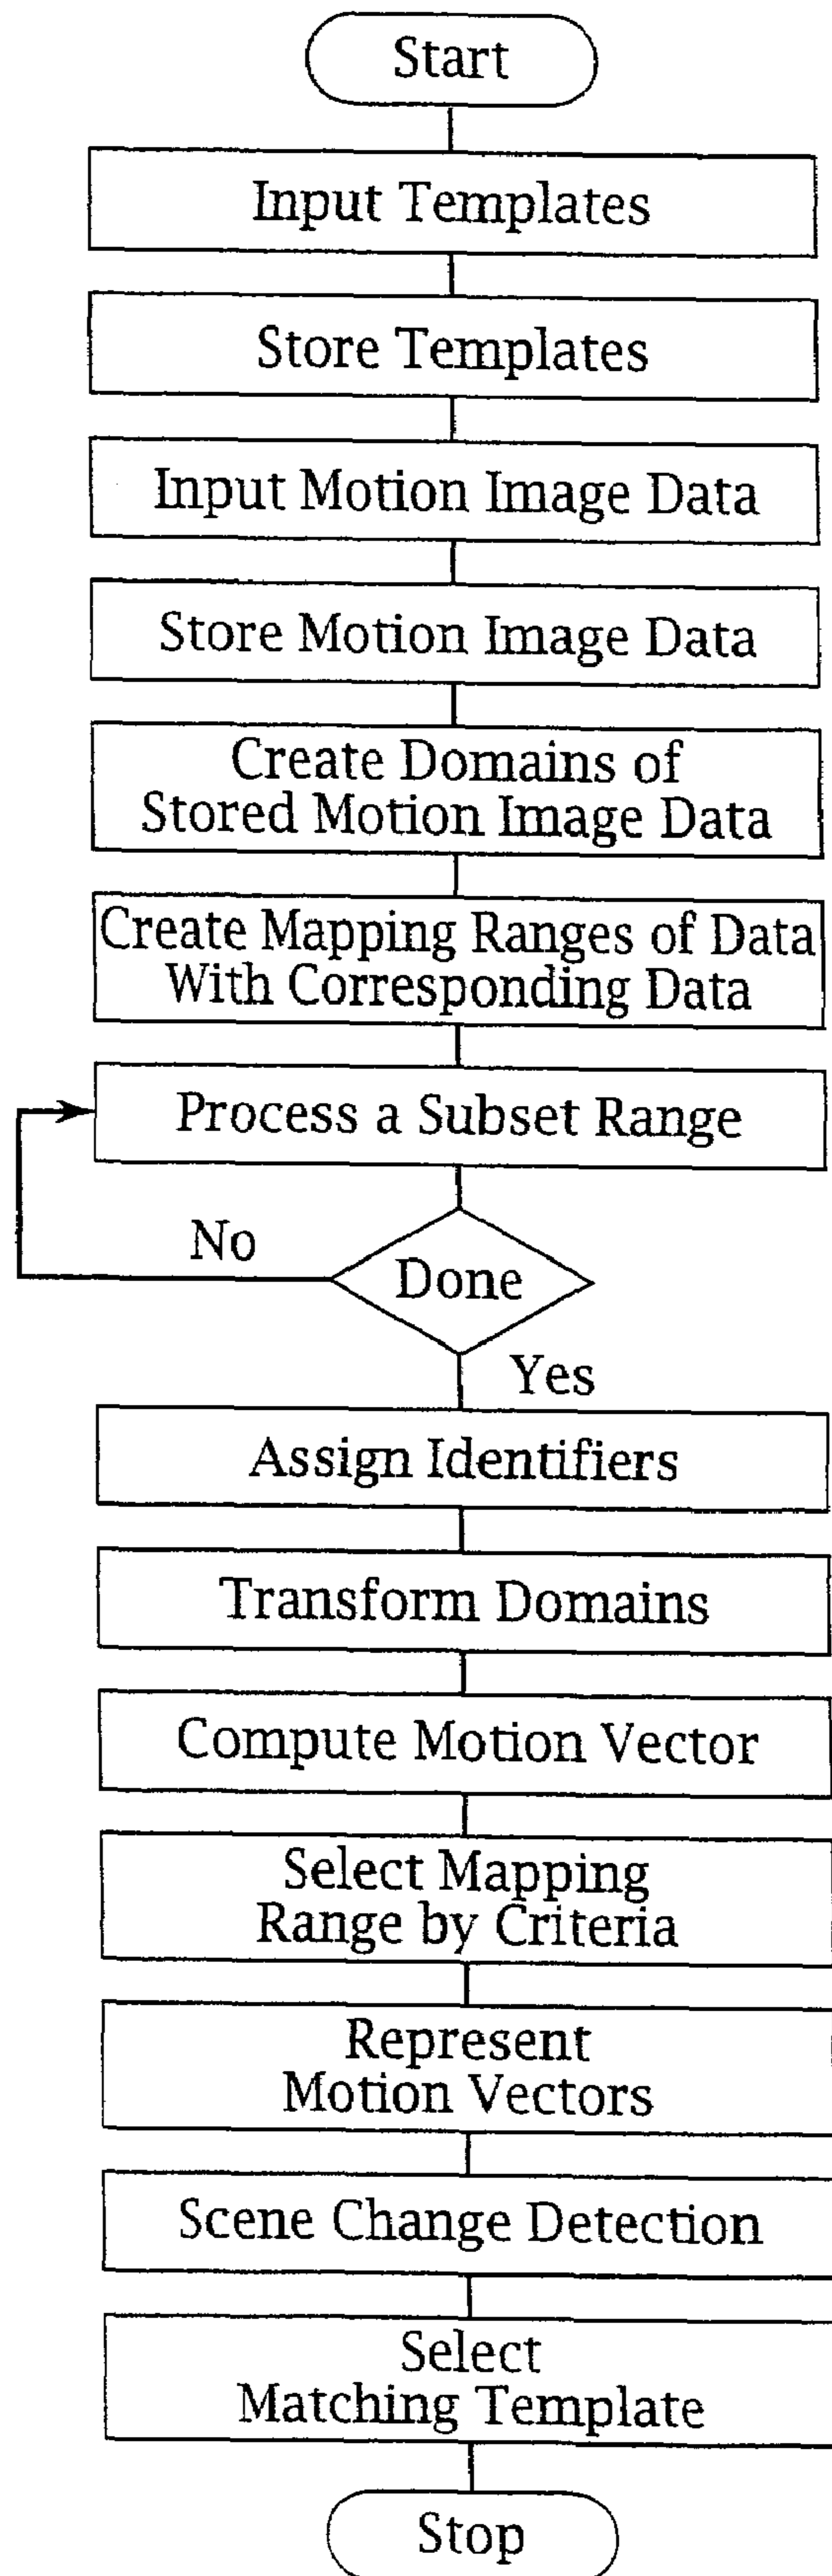 Start
Input Templates
Store Templates
Input Motion Image Data
Store Motion Image Data
Create Domains of
Stored Motion Image Data
Create Mapping Ranges of Data
With Corresponding Data
Process a Subset Range
No
Done
Yes
Assign Identifiers
Transform Domains
Compute Motion Vector
Select Mapping
Range by Criteria
Represent
Motion Vectors
Scene Change Detection
Select
Matching Template
Stop